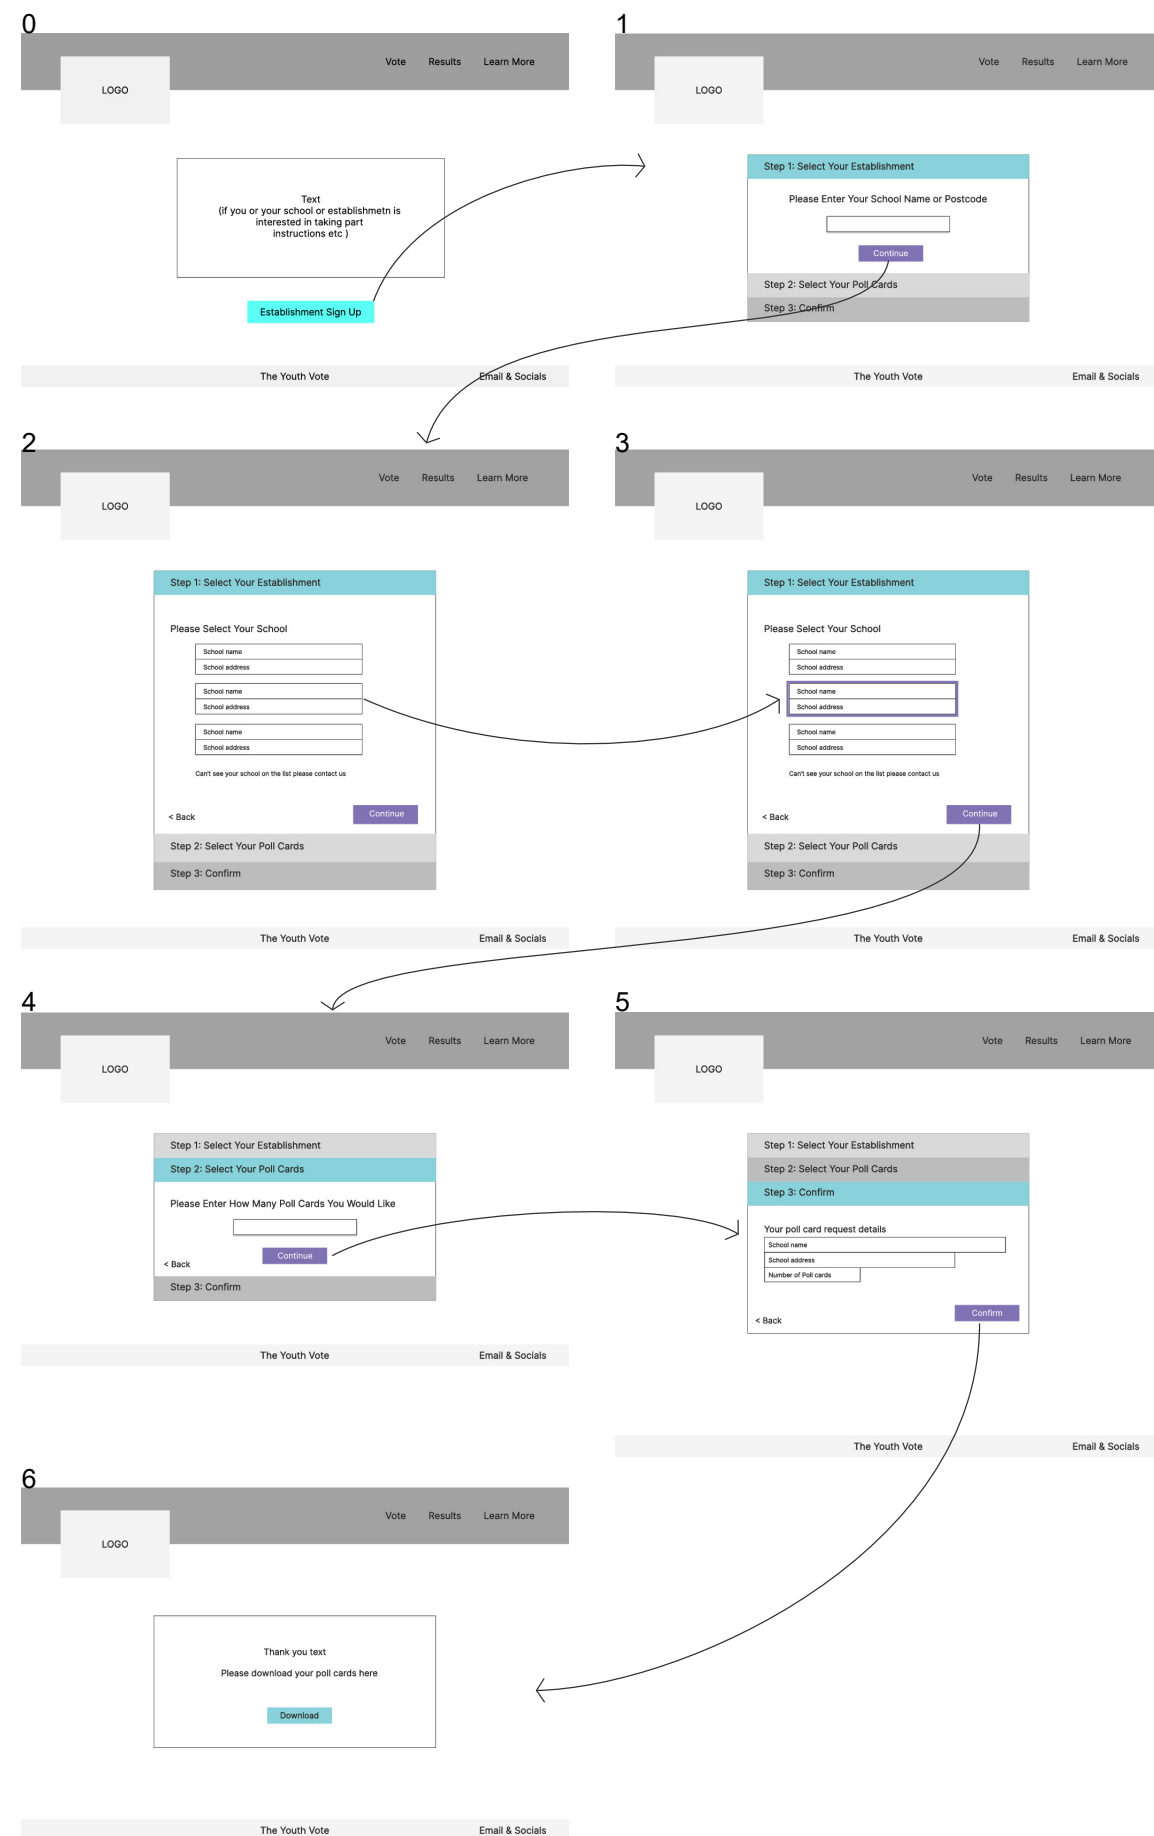 0
Vote Results Learn More
LOGO
Text
(if you or your school or establishmetn is
interested in taking part
instructions etc )
Establishment Sign Up
The Youth Vote Email & Socials
1
Vote Results Learn More
LOGO
Step 1: Select Your Establishment
Please Enter Your School Name or Postcode
Continue
Step 2: Select Your Poll Cards
Step 3: Confirm
The Youth Vote Email & Socials
2
Vote Results Learn More
LOGO
Step 1: Select Your Establishment
Please Select Your School
School name
School address
School name
School address
School name
School address
Can't see your school on the list please contact us
< Back Continue
Step 2: Select Your Poll Cards
Step 3: Confirm
The Youth Vote Email & Socials
3
Vote Results Learn More
LOGO
Step 1: Select Your Establishment
Please Select Your School
School name
School address
School name
School address
School name
School address
Can't see your school on the list please contact us
< Back Continue
Step 2: Select Your Poll Cards
Step 3: Confirm
The Youth Vote Email & Socials
4
Vote Results Learn More
LOGO
Step 1: Select Your Establishment
Step 2: Select Your Poll Cards
Please Enter How Many Poll Cards You Would Like
Continue
< Back
Step 3: Confirm
The Youth Vote Email & Socials
5
Vote Results Learn More
LOGO
Step 1: Select Your Establishment
Step 2: Select Your Poll Cards
Step 3: Confirm
Your poll card request details
School name
School address
Number of Poll cards
Confirm
< Back
The Youth Vote Email & Socials
6
Vote Results Learn More
LOGO
Thank you text
Please download your poll cards here
Download
The Youth Vote Email & Socials